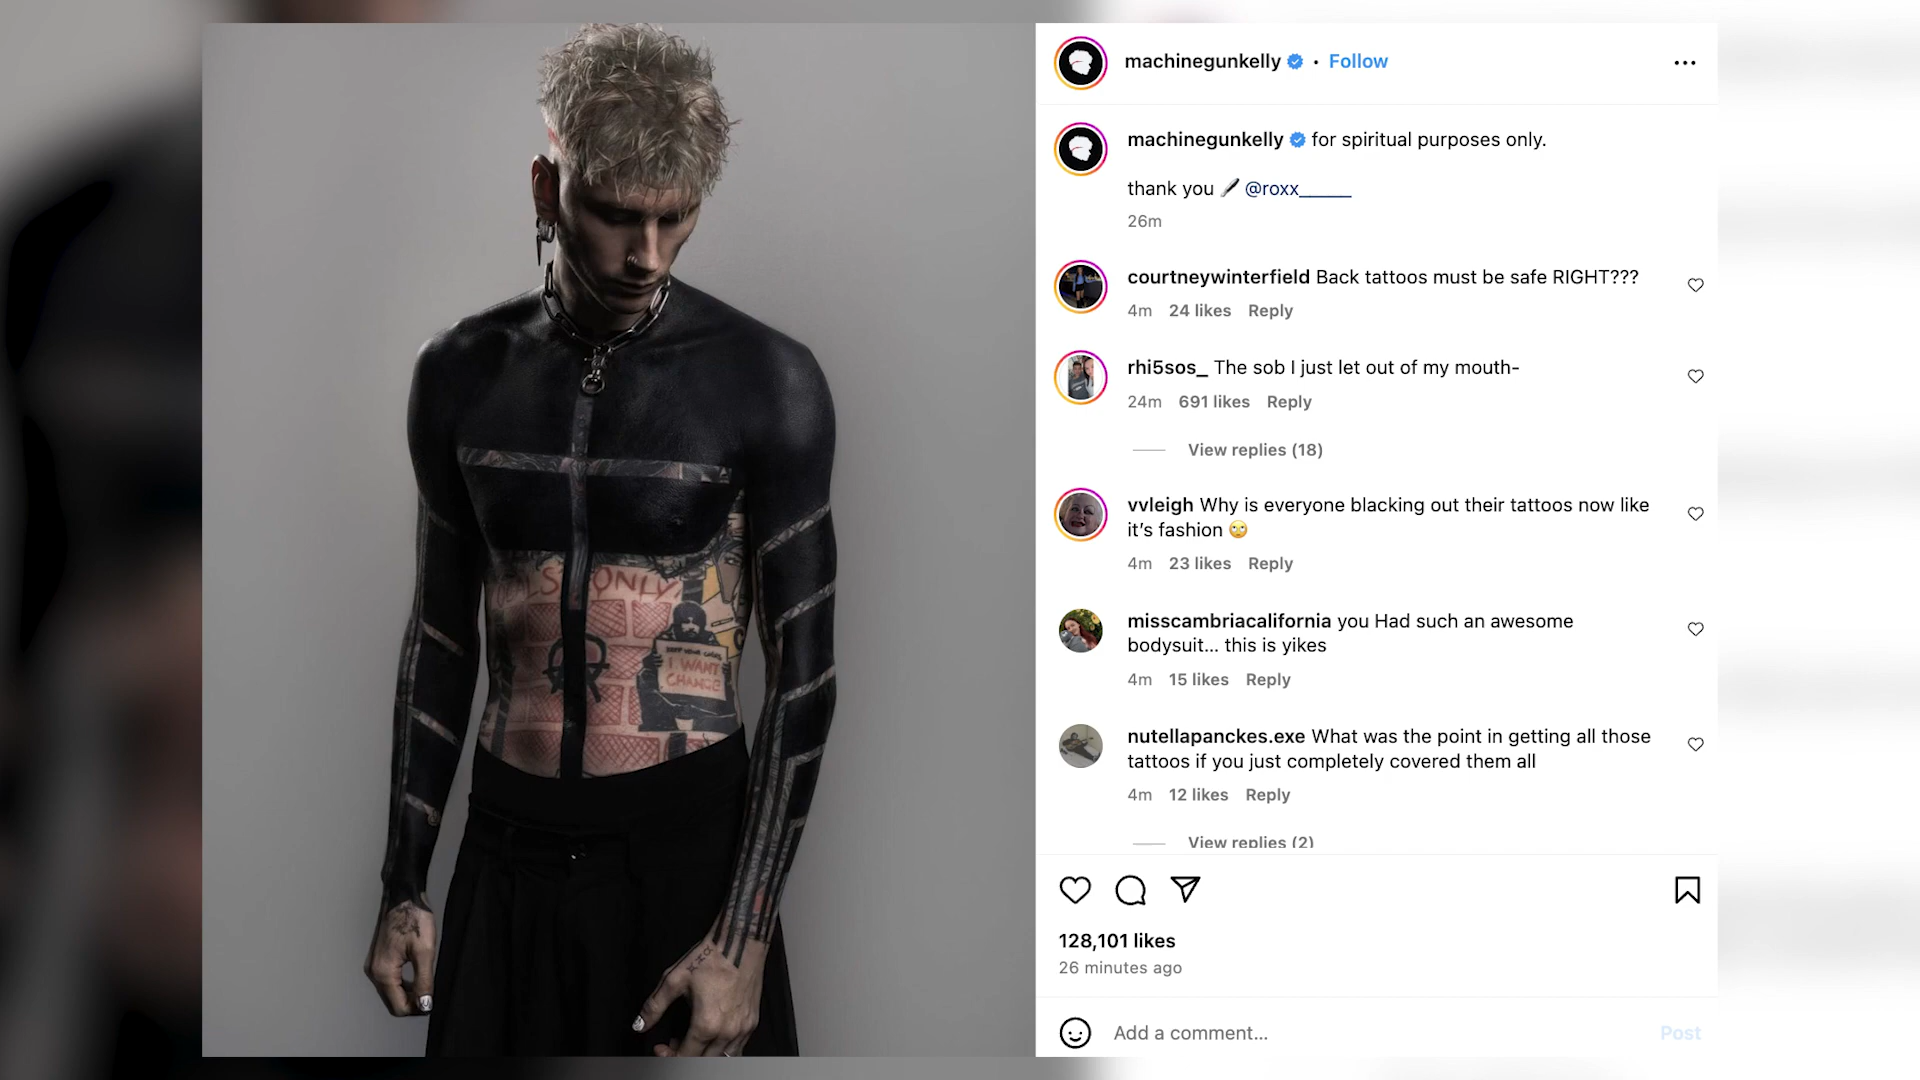 machinegunkelly • Follow
machinegunkelly for spiritual purposes only.
thank you @roxx_____
26m
courtneywinterfield Back tattoos must be safe RIGHT???
4m 24 likes Reply
rhi5sos_ The sob I just let out of my mouth-
24m 691 likes Reply
View replies (18)
vvleigh Why is everyone blacking out their tattoos now like
it's fashion 🙄
4m 23 likes Reply
misscambriacalifornia you Had such an awesome
bodysuit... this is yikes
4m 15 likes Reply
nutellapanckes.exe What was the point in getting all those
tattoos if you just completely covered them all
4m 12 likes Reply
View replies (2)
128,101 likes
26 minutes ago
Add a comment...
Post
ONLY
KEEP YOUR COINS
I WANT
CHANGE